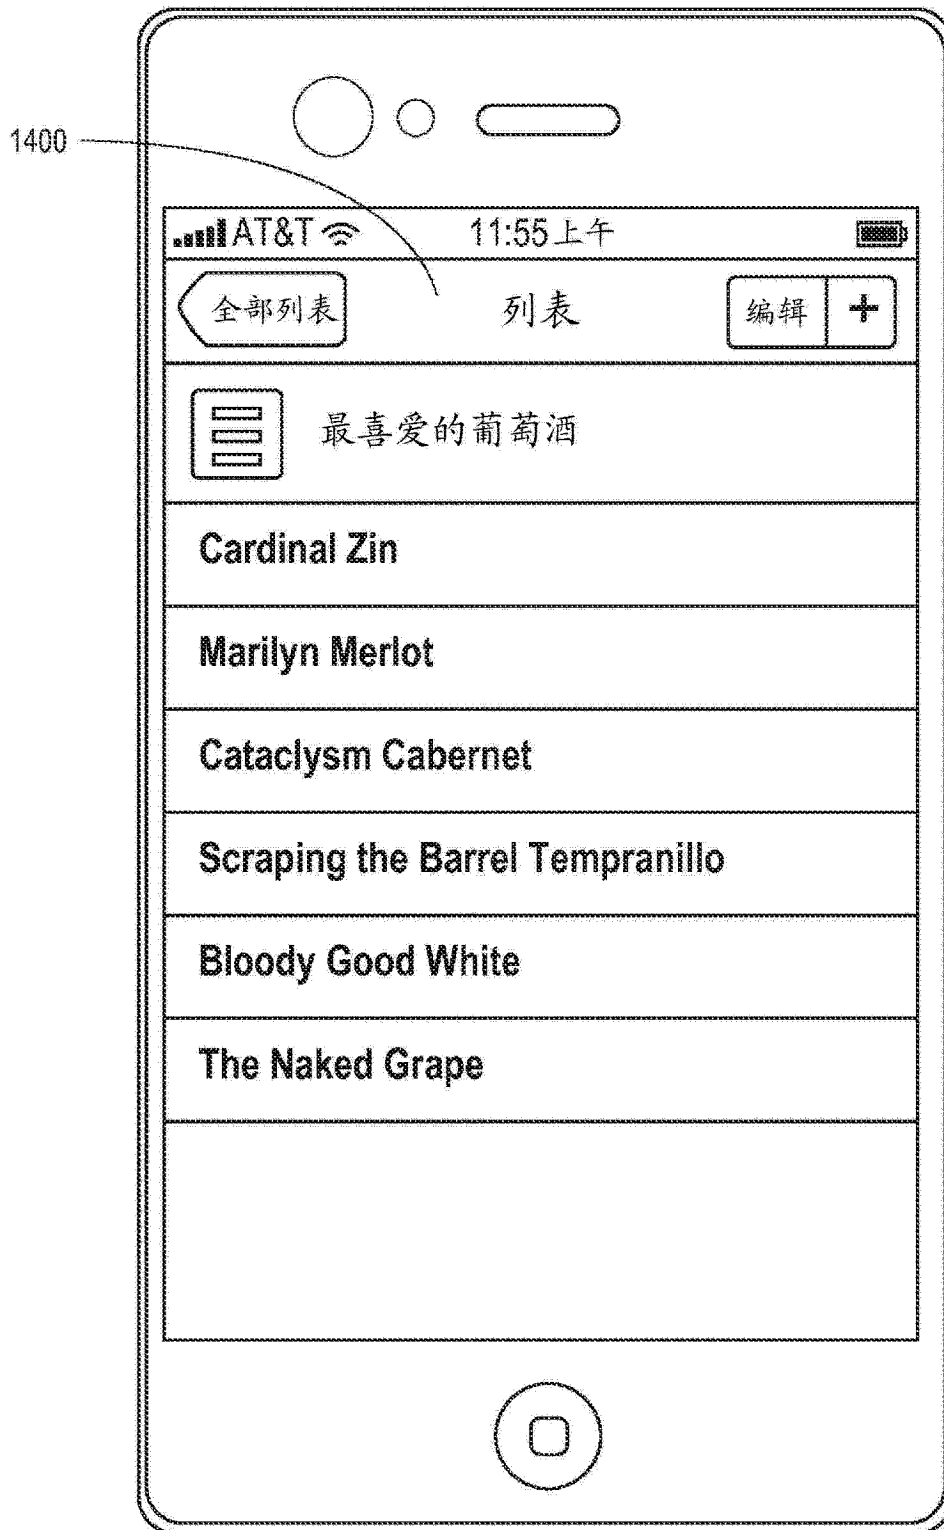 1400
AT&T 11:55上午
全部列表 列表 编辑 +
最喜爱的葡萄酒
Cardinal Zin
Marilyn Merlot
Cataclysm Cabernet
Scraping the Barrel Tempranillo
Bloody Good White
The Naked Grape